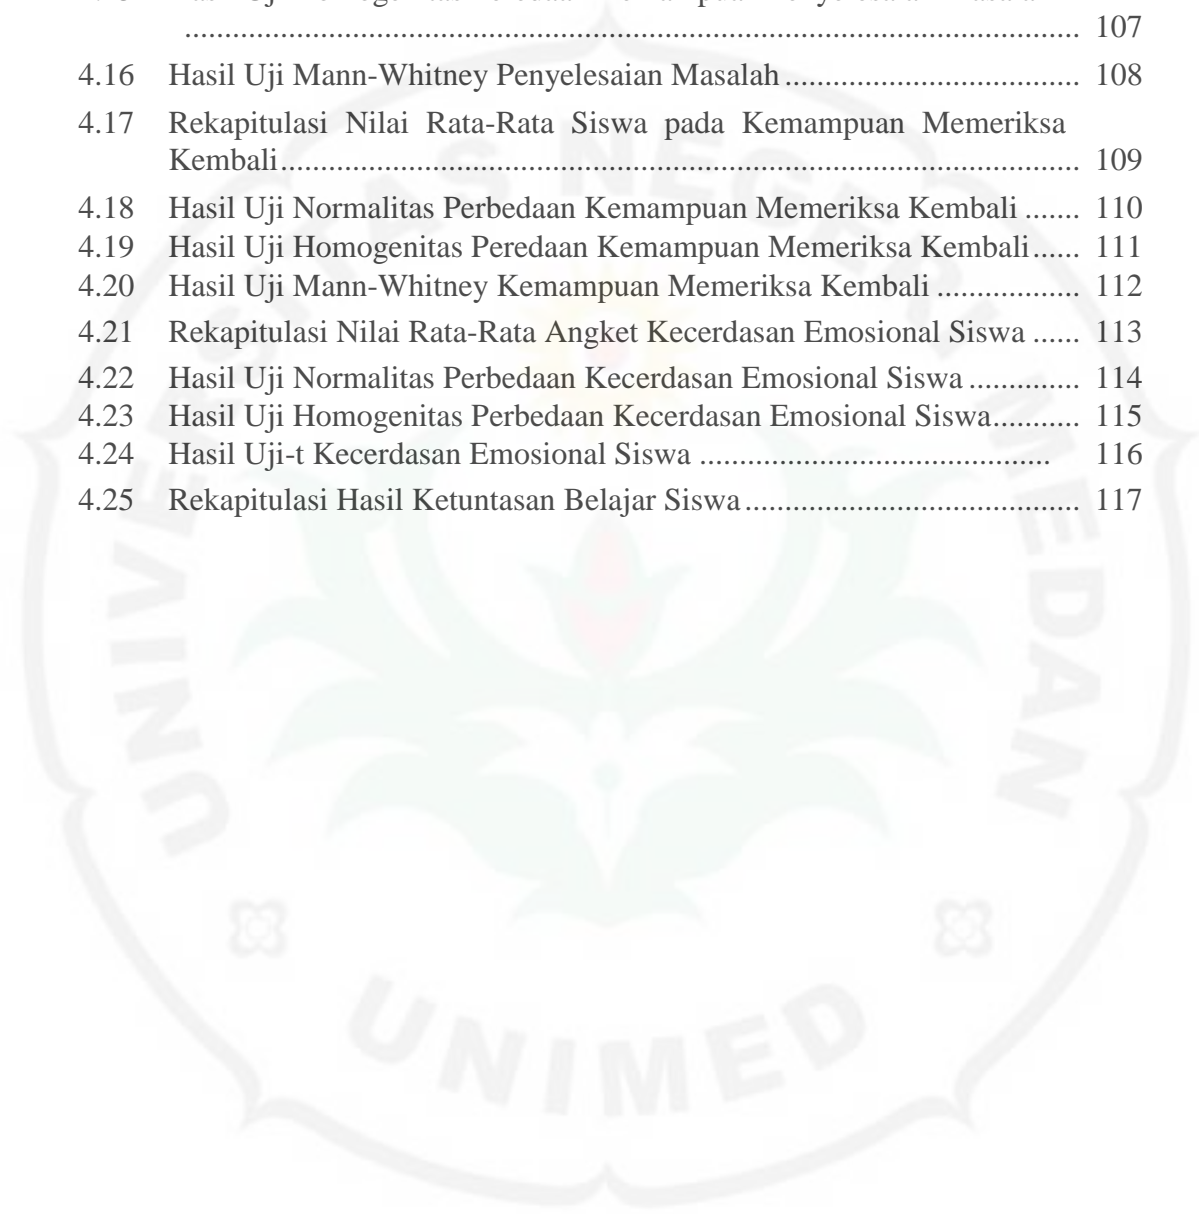 107
4.16 Hasil Uji Mann-Whitney Penyelesaian Masalah .................................... 108
4.17 Rekapitulasi Nilai Rata-Rata Siswa pada Kemampuan Memeriksa
Kembali.................................................................................................... 109
4.18 Hasil Uji Normalitas Perbedaan Kemampuan Memeriksa Kembali ....... 110
4.19 Hasil Uji Homogenitas Peredaan Kemampuan Memeriksa Kembali...... 111
4.20 Hasil Uji Mann-Whitney Kemampuan Memeriksa Kembali .................. 112
4.21 Rekapitulasi Nilai Rata-Rata Angket Kecerdasan Emosional Siswa ...... 113
4.22 Hasil Uji Normalitas Perbedaan Kecerdasan Emosional Siswa .............. 114
4.23 Hasil Uji Homogenitas Perbedaan Kecerdasan Emosional Siswa........... 115
4.24 Hasil Uji-t Kecerdasan Emosional Siswa ............................................ 116
4.25 Rekapitulasi Hasil Ketuntasan Belajar Siswa .......................................... 117
UNIVERSITAS NEGERI MEDAN
UNIMED